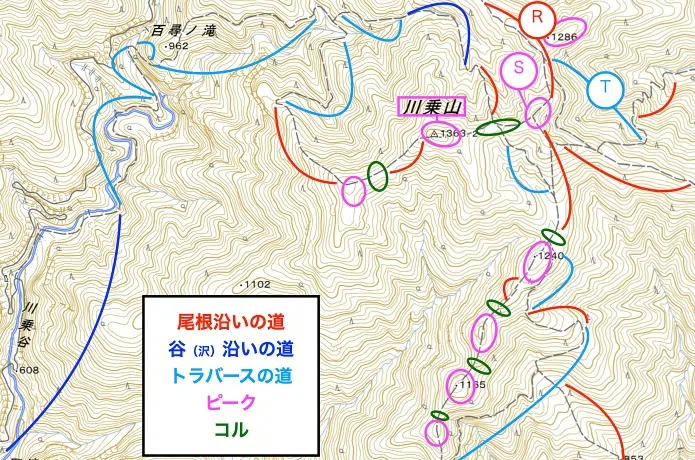 百尋ノ滝
・962
R
・1286
S
T
川乗山
△1363.2
・1240
・1102
川乗谷
・608
・1165
・853
尾根沿いの道
谷（沢）沿いの道
トラバースの道
ピーク
コル